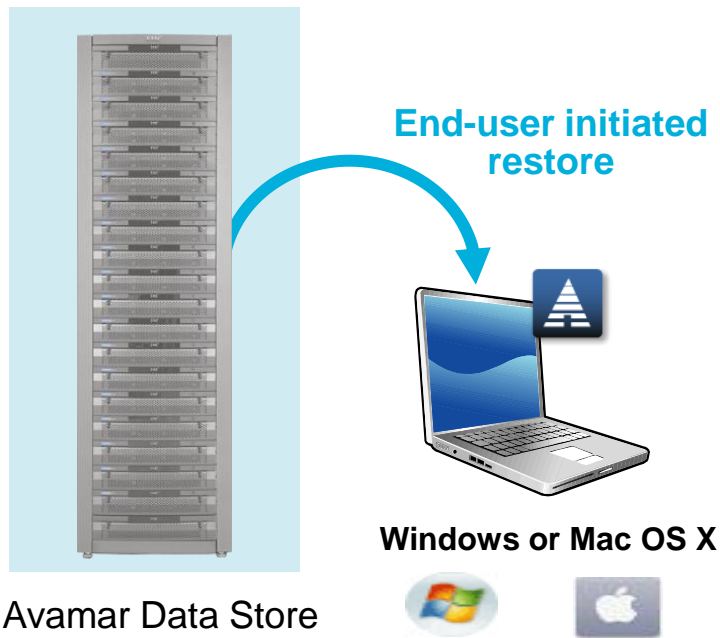 End-user initiated
restore
Windows or Mac OS X
Avamar Data Store